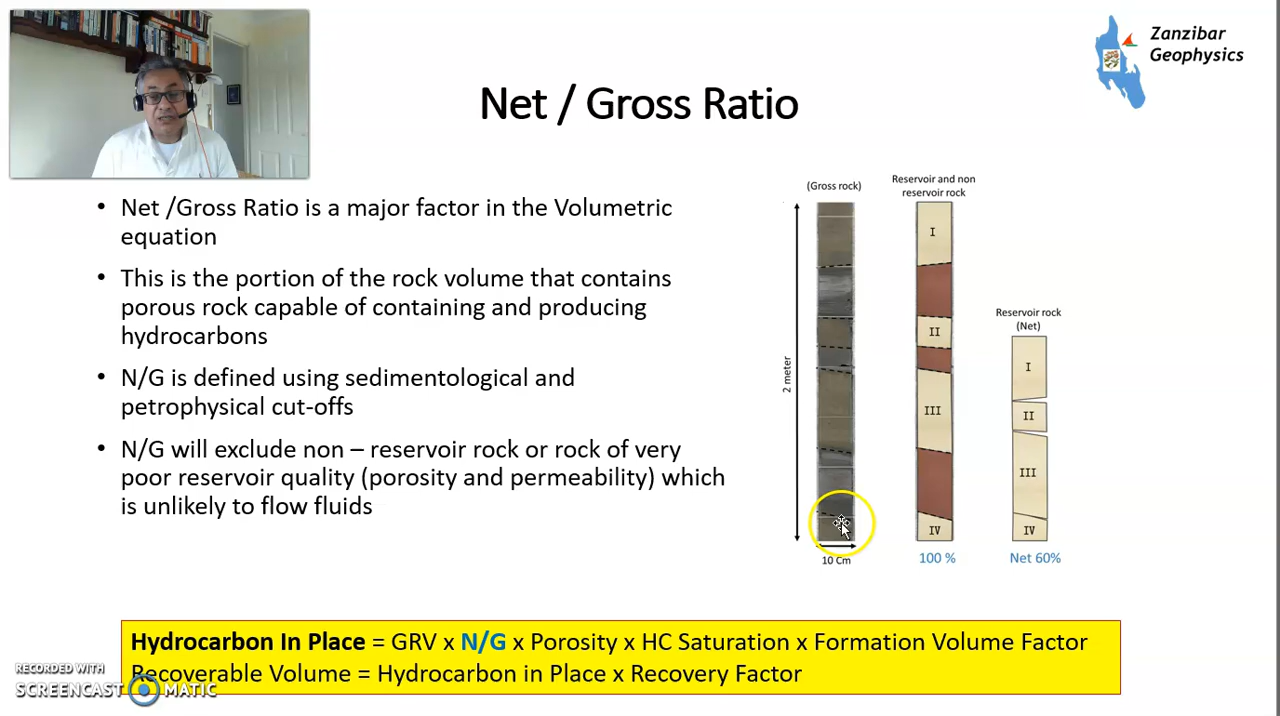 Zanzibar
Geophysics
Net / Gross Ratio
• Net /Gross Ratio is a major factor in the Volumetric
equation
• This is the portion of the rock volume that contains
porous rock capable of containing and producing
hydrocarbons
• N/G is defined using sedimentological and
petrophysical cut-offs
• N/G will exclude non – reservoir rock or rock of very
poor reservoir quality (porosity and permeability) which
is unlikely to flow fluids
(Gross rock)
2 meter
10 Cm
Reservoir and non
reservoir rock
I
II
III
IV
100 %
Reservoir rock
(Net)
I
II
III
IV
Net 60%
Hydrocarbon In Place = GRV x N/G x Porosity x HC Saturation x Formation Volume Factor
Recoverable Volume = Hydrocarbon in Place x Recovery Factor
RECORDED WITH
SCREENCAST MATIC